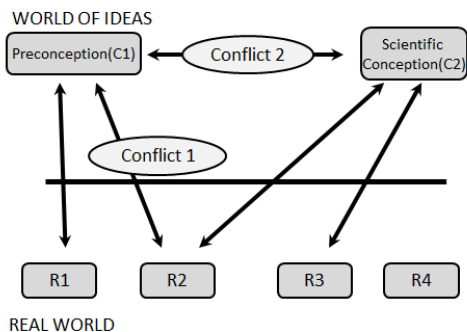 WORLD OF IDEAS
Preconception(C1)
Conflict 2
Scientific
Conception(C2)
Conflict 1
R1
R2
R3
R4
REAL WORLD